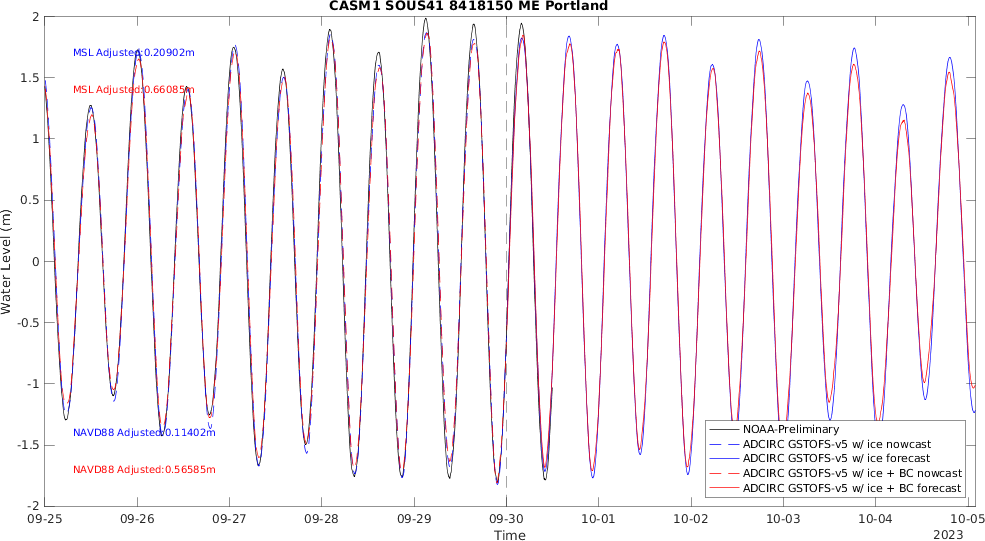 CASM1 SOUS41 8418150 ME Portland
2
1.5
1
0.5
0
-0.5
-1
-1.5
-2
Water Level (m)
MSL Adjusted:0.20902m
MSL Adjusted:0.66085m
NAVD88 Adjusted:0.11402m
NAVD88 Adjusted:0.56585m
NOAA-Preliminary
ADCIRC GSTOFS-v5 w/ ice nowcast
ADCIRC GSTOFS-v5 w/ ice forecast
ADCIRC GSTOFS-v5 w/ ice + BC nowcast
ADCIRC GSTOFS-v5 w/ ice + BC forecast
09-25 09-26 09-27 09-28 09-29 09-30 10-01 10-02 10-03 10-04 10-05
Time
2023